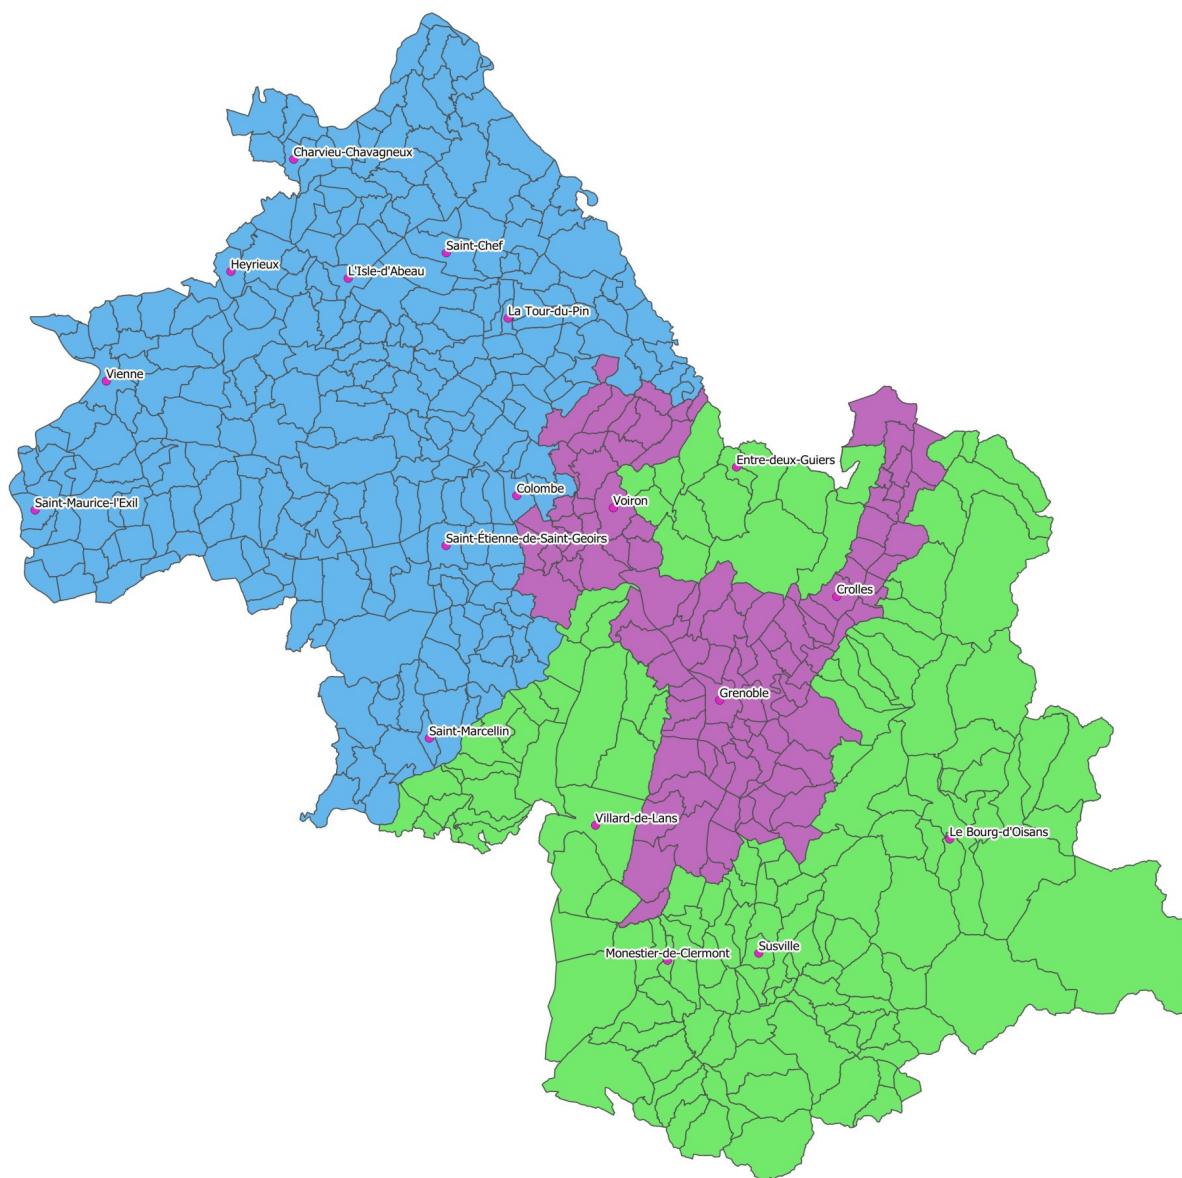 Charvieu-Chavagneux
Saint-Chef
Heyrieux
L'Isle-d'Abeau
La Tour-du-Pin
Vienne
Entre-deux-Guiers
Colombe
Voiron
Saint-Maurice-l'Exil
Saint-Étienne-de-Saint-Geoirs
Crolles
Grenoble
Saint-Marcellin
Villard-de-Lans
Le Bourg-d'Oisans
Monestier-de-Clermont
Susville